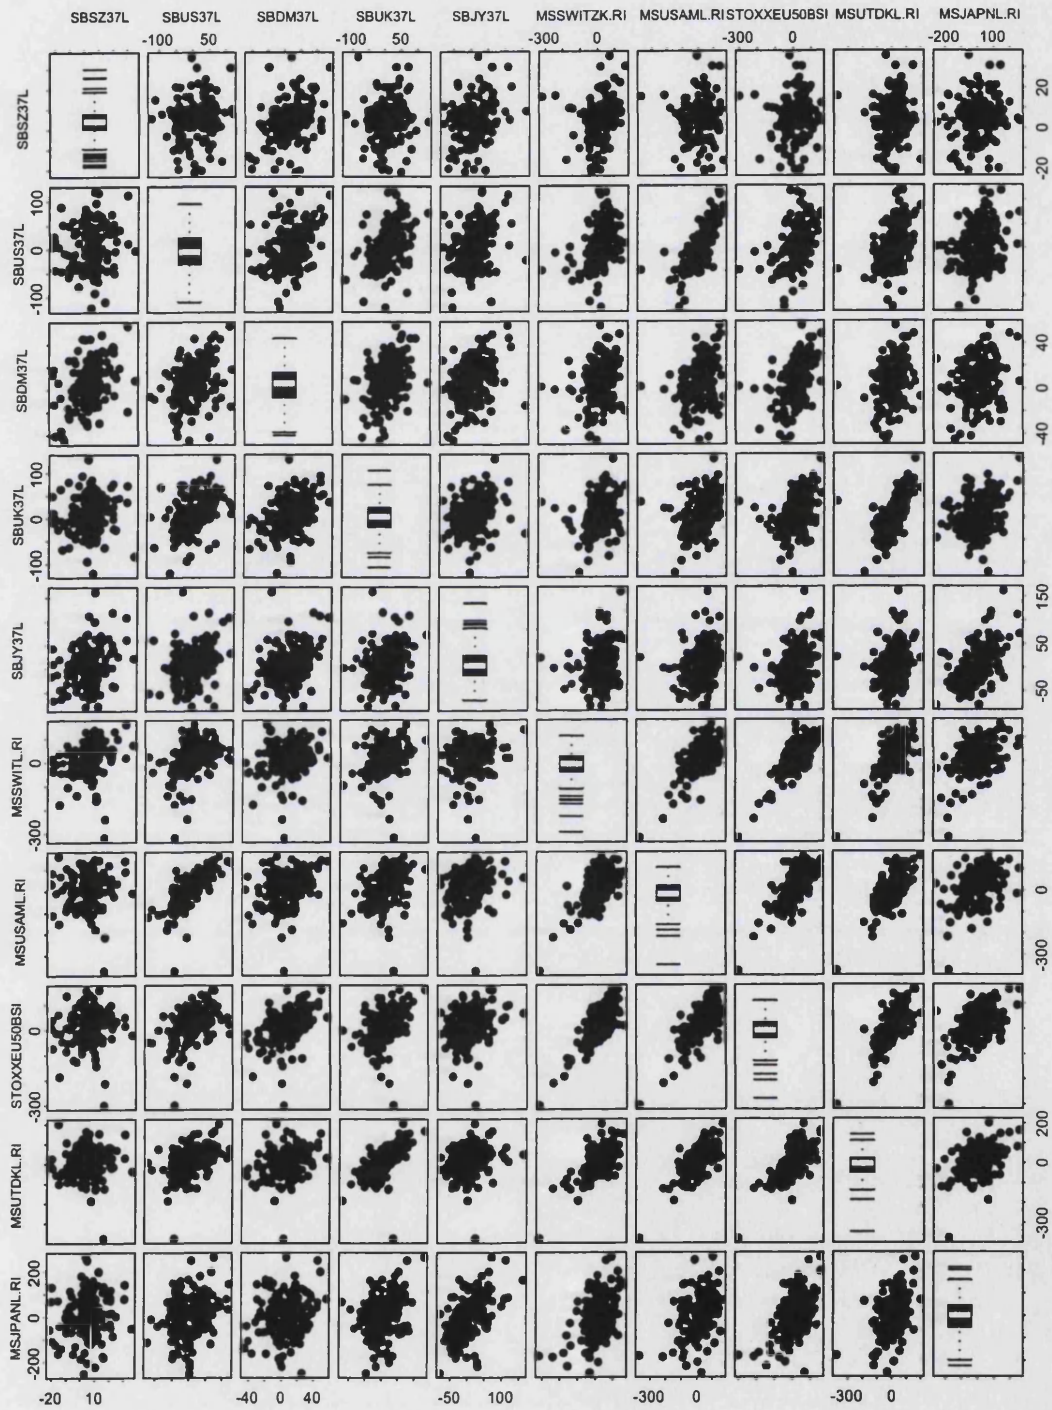 SBSZ37L SBUS37L SBDM37L SBUK37L SBJY37L MSSWITZK.RI MSUSAML.RI STOXXEU50BSI MSUTDKL.RI MSJAPNL.RI
-100 50 -100 50 -300 0 -300 0 -200 100
SBSZ37L
20
0
-20
SBUS37L
100
0
-100
SBDM37L
40
0
-40
SBUK37L
100
0
-100
SBJY37L
150
50
-50
MSSWITL.RI
0
-300
MSUSAML.RI
0
-300
STOXXEU50BSI
0
-300
MSUTDKL.RI
200
0
-300
MSJPANL.RI
200
0
-200
-20 10 -40 0 40 -50 100 -300 0 -300 0